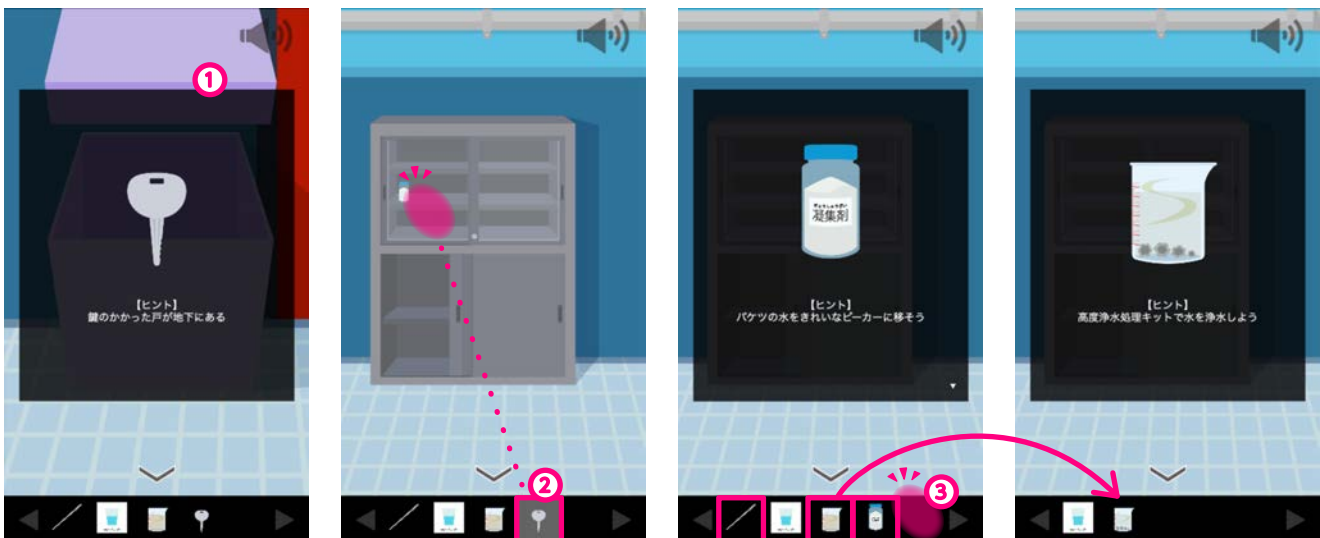 ①
【ヒント】
鍵のかかった戸が地下にある
②
凝集剤
【ヒント】
バケツの水をきれいなビーカーに移そう
③
【ヒント】
高度浄水処理キットで水を浄水しよう